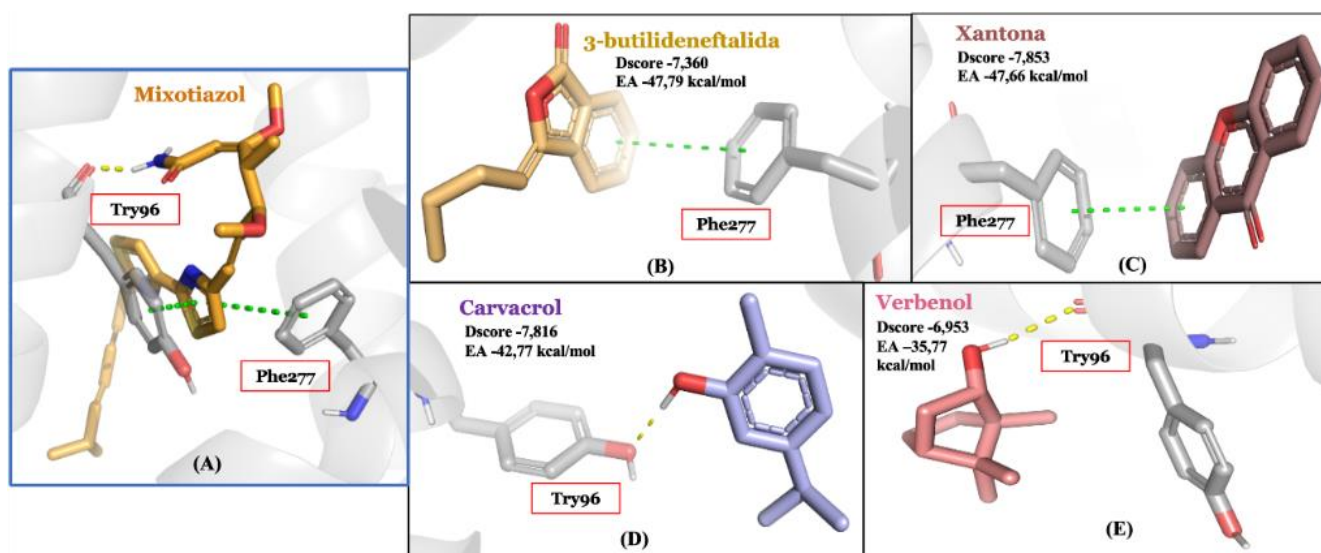 Mixotiazol
Try96
Phe277
(A)
3-butilideneftalida
Dscore -7,360
EA -47,79 kcal/mol
Phe277
(B)
Xantona
Dscore -7,853
EA -47,66 kcal/mol
Phe277
(C)
Carvacrol
Dscore -7,816
EA -42,77 kcal/mol
Try96
(D)
Verbenol
Dscore -6,953
EA –35,77
kcal/mol
Try96
(E)